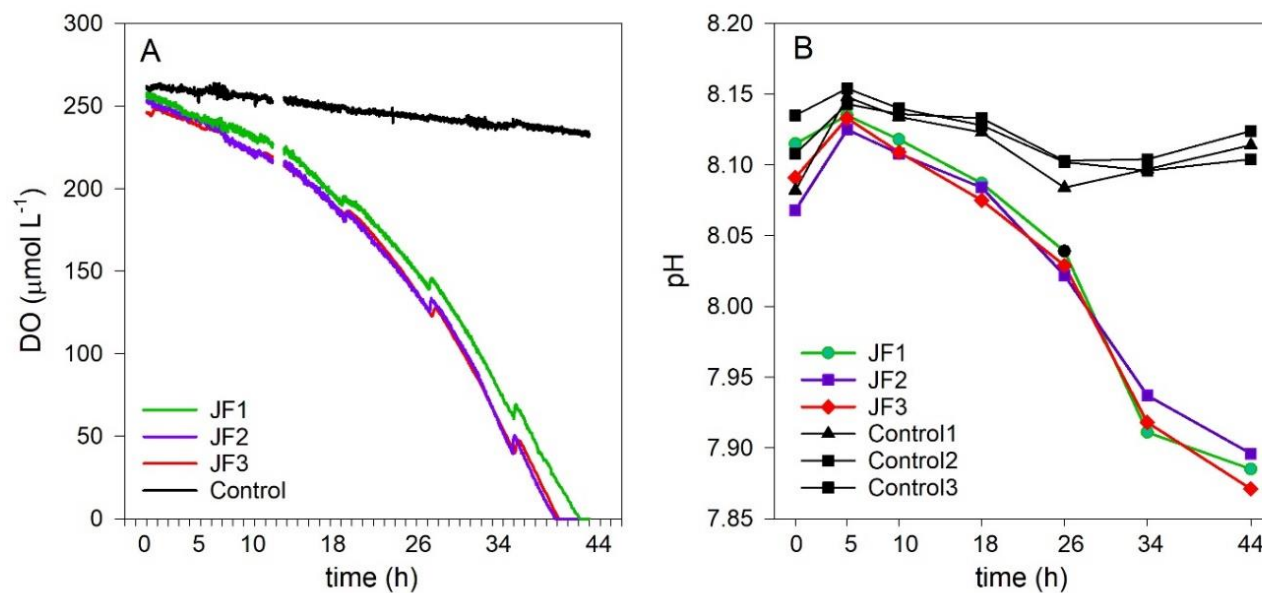 A
300
250
200
150
100
50
0
DO (μmol L⁻¹)
JF1
JF2
JF3
Control
0 5 10 18 26 34 44
time (h)
B
8.20
8.15
8.10
8.05
8.00
7.95
7.90
7.85
pH
JF1
JF2
JF3
Control1
Control2
Control3
0 5 10 18 26 34 44
time (h)